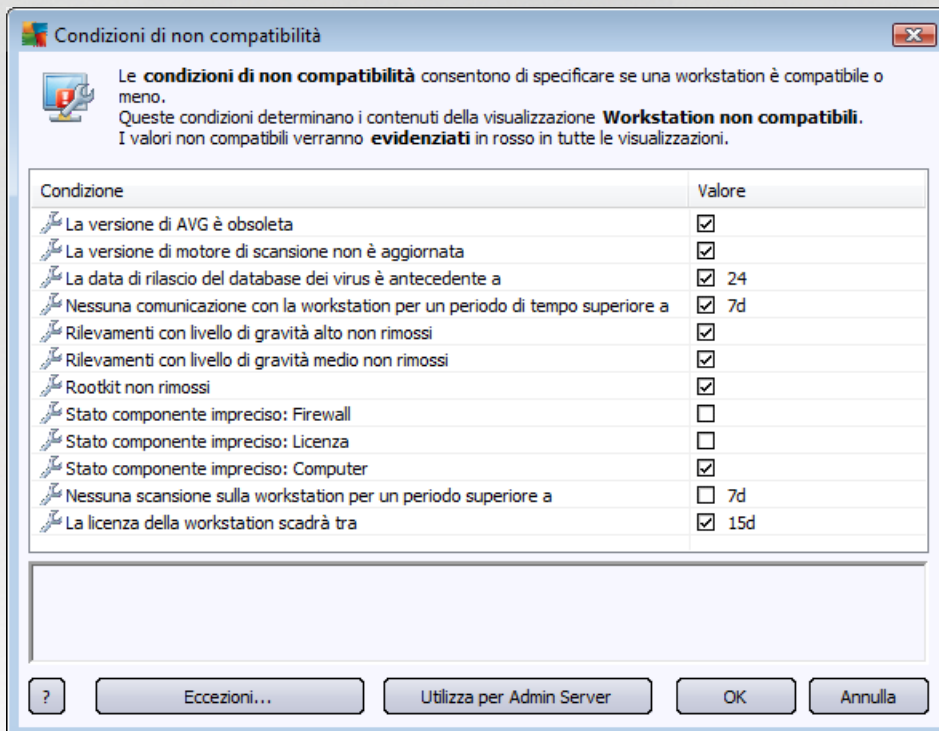 Condizioni di non compatibilità
Le condizioni di non compatibilità consentono di specificare se una workstation è compatibile o
meno.
Queste condizioni determinano i contenuti della visualizzazione Workstation non compatibili.
I valori non compatibili verranno evidenziati in rosso in tutte le visualizzazioni.
Condizione Valore
La versione di AVG è obsoleta
La versione di motore di scansione non è aggiornata
La data di rilascio del database dei virus è antecedente a 24
Nessuna comunicazione con la workstation per un periodo di tempo superiore a 7d
Rilevamenti con livello di gravità alto non rimossi
Rilevamenti con livello di gravità medio non rimossi
Rootkit non rimossi
Stato componente impreciso: Firewall
Stato componente impreciso: Licenza
Stato componente impreciso: Computer
Nessuna scansione sulla workstation per un periodo superiore a 7d
La licenza della workstation scadrà tra 15d
? Eccezioni... Utilizza per Admin Server OK Annulla